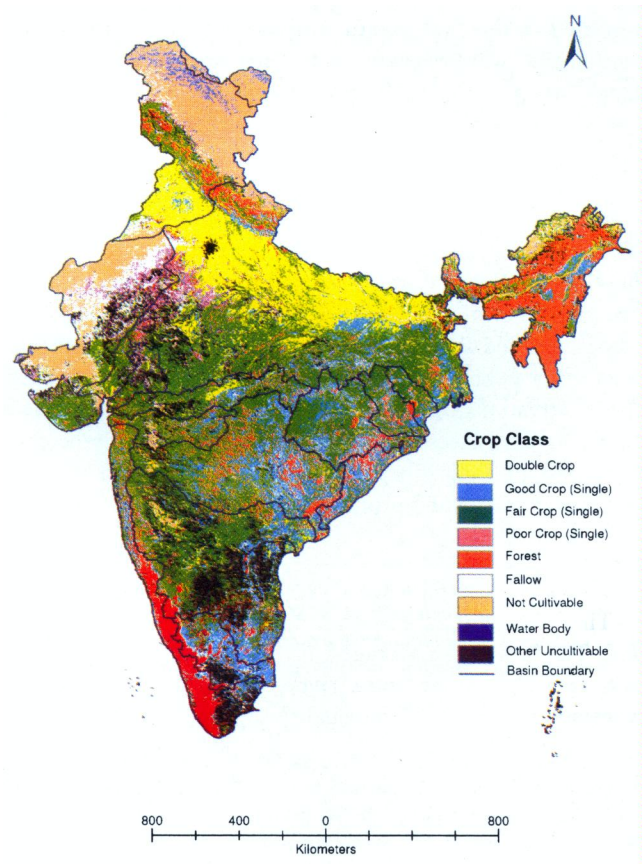 N
Crop Class
Double Crop
Good Crop (Single)
Fair Crop (Single)
Poor Crop (Single)
Forest
Fallow
Not Cultivable
Water Body
Other Uncultivable
Basin Boundary
800 400 0 800
Kilometers